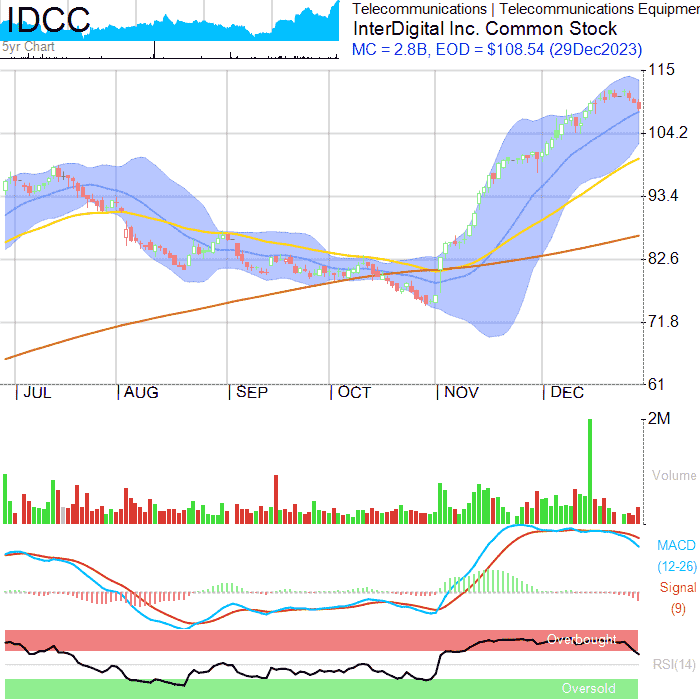 IDCC
5yr Chart
Telecommunications | Telecommunications Equipmen
InterDigital Inc. Common Stock
MC = 2.8B, EOD = $108.54 (29Dec2023)
115
104.2
93.4
82.6
71.8
61
JUL AUG SEP OCT NOV DEC
2M
Volume
MACD
(12-26)
Signal
(9)
Overbought
RSI(14)
Oversold